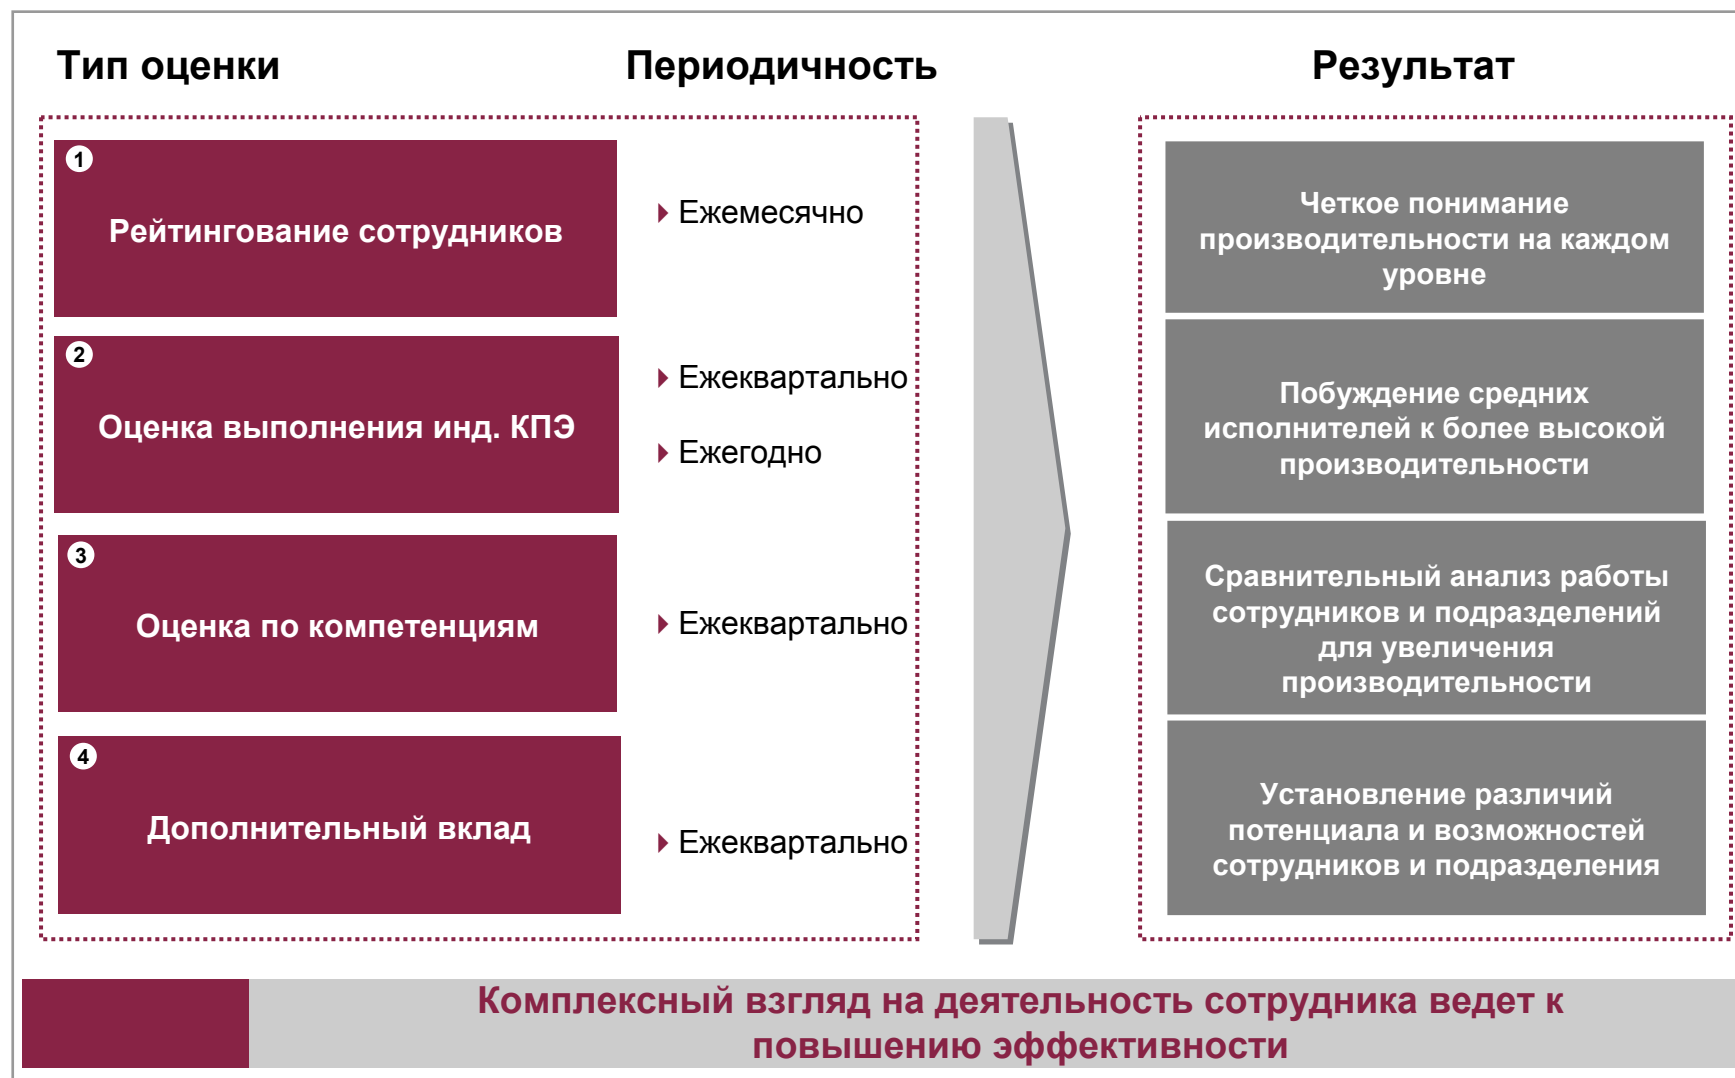 Тип оценки
Периодичность
Результат
1
Рейтингование сотрудников
Ежемесячно
2
Оценка выполнения инд. КПЭ
Ежеквартально
Ежегодно
3
Оценка по компетенциям
Ежеквартально
4
Дополнительный вклад
Ежеквартально
Четкое понимание
производительности на каждом
уровне
Побуждение средних
исполнителей к более высокой
производительности
Сравнительный анализ работы
сотрудников и подразделений
для увеличения
производительности
Установление различий
потенциала и возможностей
сотрудников и подразделения
Комплексный взгляд на деятельность сотрудника ведет к
повышению эффективности